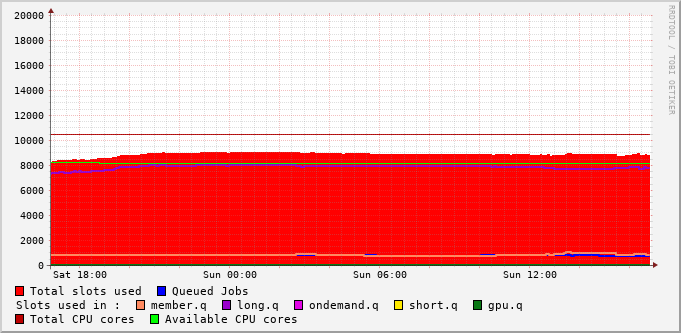 20000
18000
16000
14000
12000
10000
8000
6000
4000
2000
0
Sat 18:00 Sun 00:00 Sun 06:00 Sun 12:00
Total slots used Queued Jobs
Slots used in : member.q long.q ondemand.q short.q gpu.q
Total CPU cores Available CPU cores
RRDTOOL / TOBI OETIKER